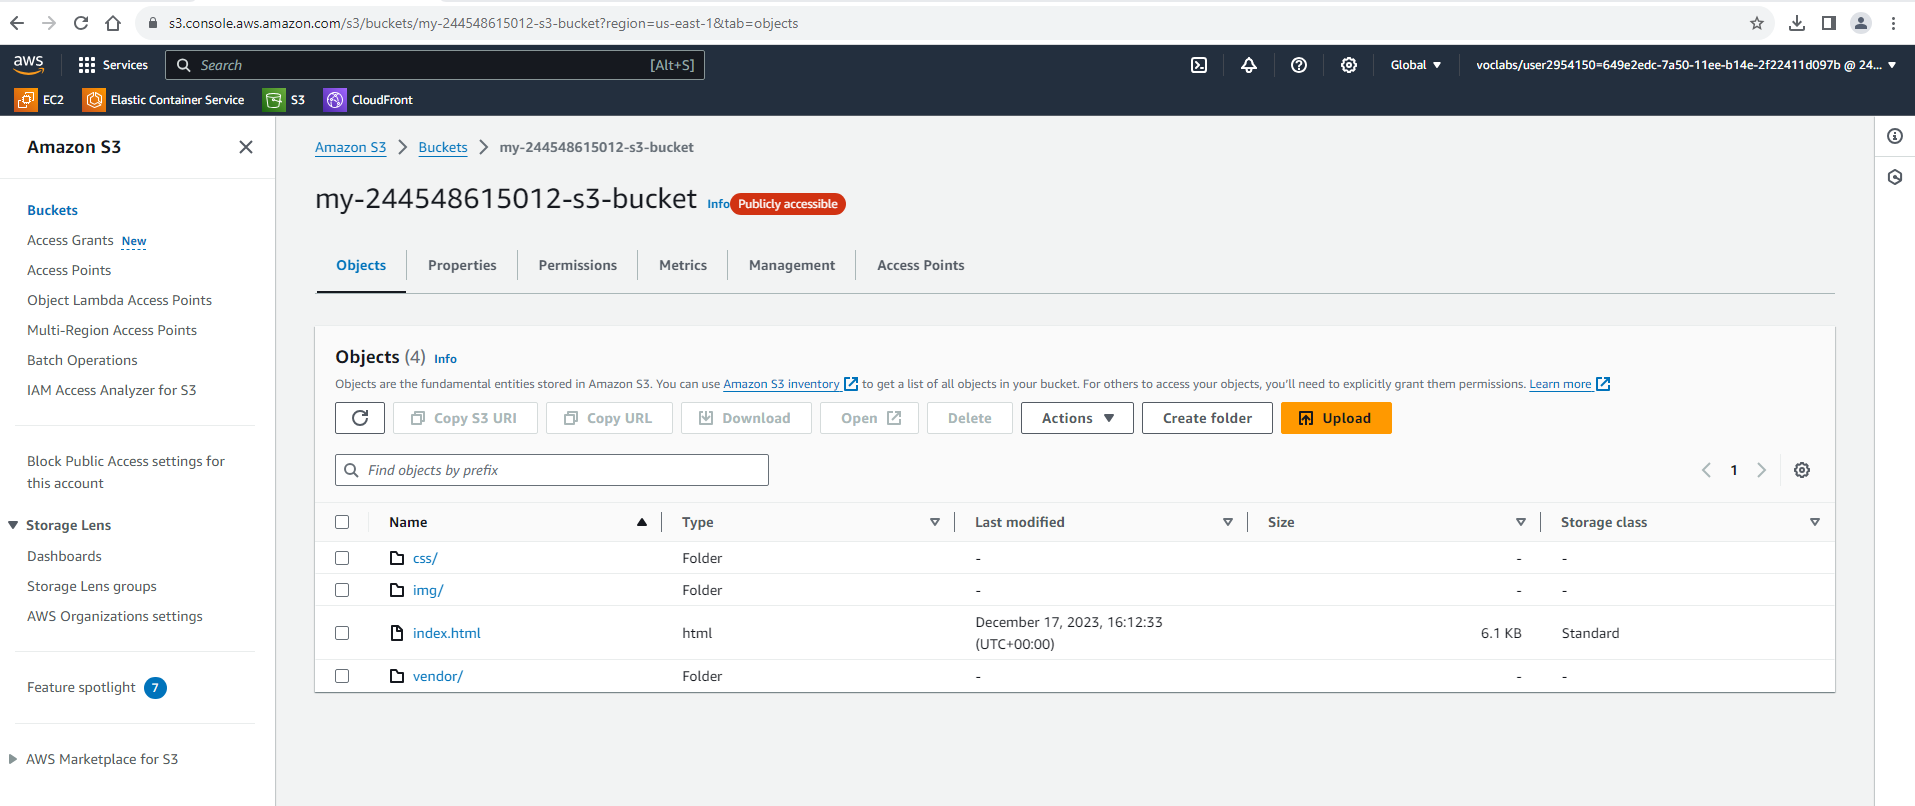 s3.console.aws.amazon.com/s3/buckets/my-244548615012-s3-bucket?region=us-east-1&tab=objects
aws Services Search [Alt+S] Global voclabs/user2954150=649e2edc-7a50-11ee-b14e-2f22411d097b @ 24...
EC2 Elastic Container Service S3 CloudFront
Amazon S3
Buckets
Access Grants New
Access Points
Object Lambda Access Points
Multi-Region Access Points
Batch Operations
IAM Access Analyzer for S3
Block Public Access settings for
this account
Storage Lens
Dashboards
Storage Lens groups
AWS Organizations settings
Feature spotlight 7
AWS Marketplace for S3
Amazon S3 Buckets my-244548615012-s3-bucket
my-244548615012-s3-bucket Info Publicly accessible
Objects Properties Permissions Metrics Management Access Points
Objects (4) Info
Objects are the fundamental entities stored in Amazon S3. You can use Amazon S3 inventory to get a list of all objects in your bucket. For others to access your objects, you'll need to explicitly grant them permissions. Learn more
Copy S3 URI Copy URL Download Open Delete Actions Create folder Upload
Find objects by prefix 1
Name Type Last modified Size Storage class
css/ Folder - - -
img/ Folder - - -
index.html html December 17, 2023, 16:12:33 6.1 KB Standard
(UTC+00:00)
vendor/ Folder - - -